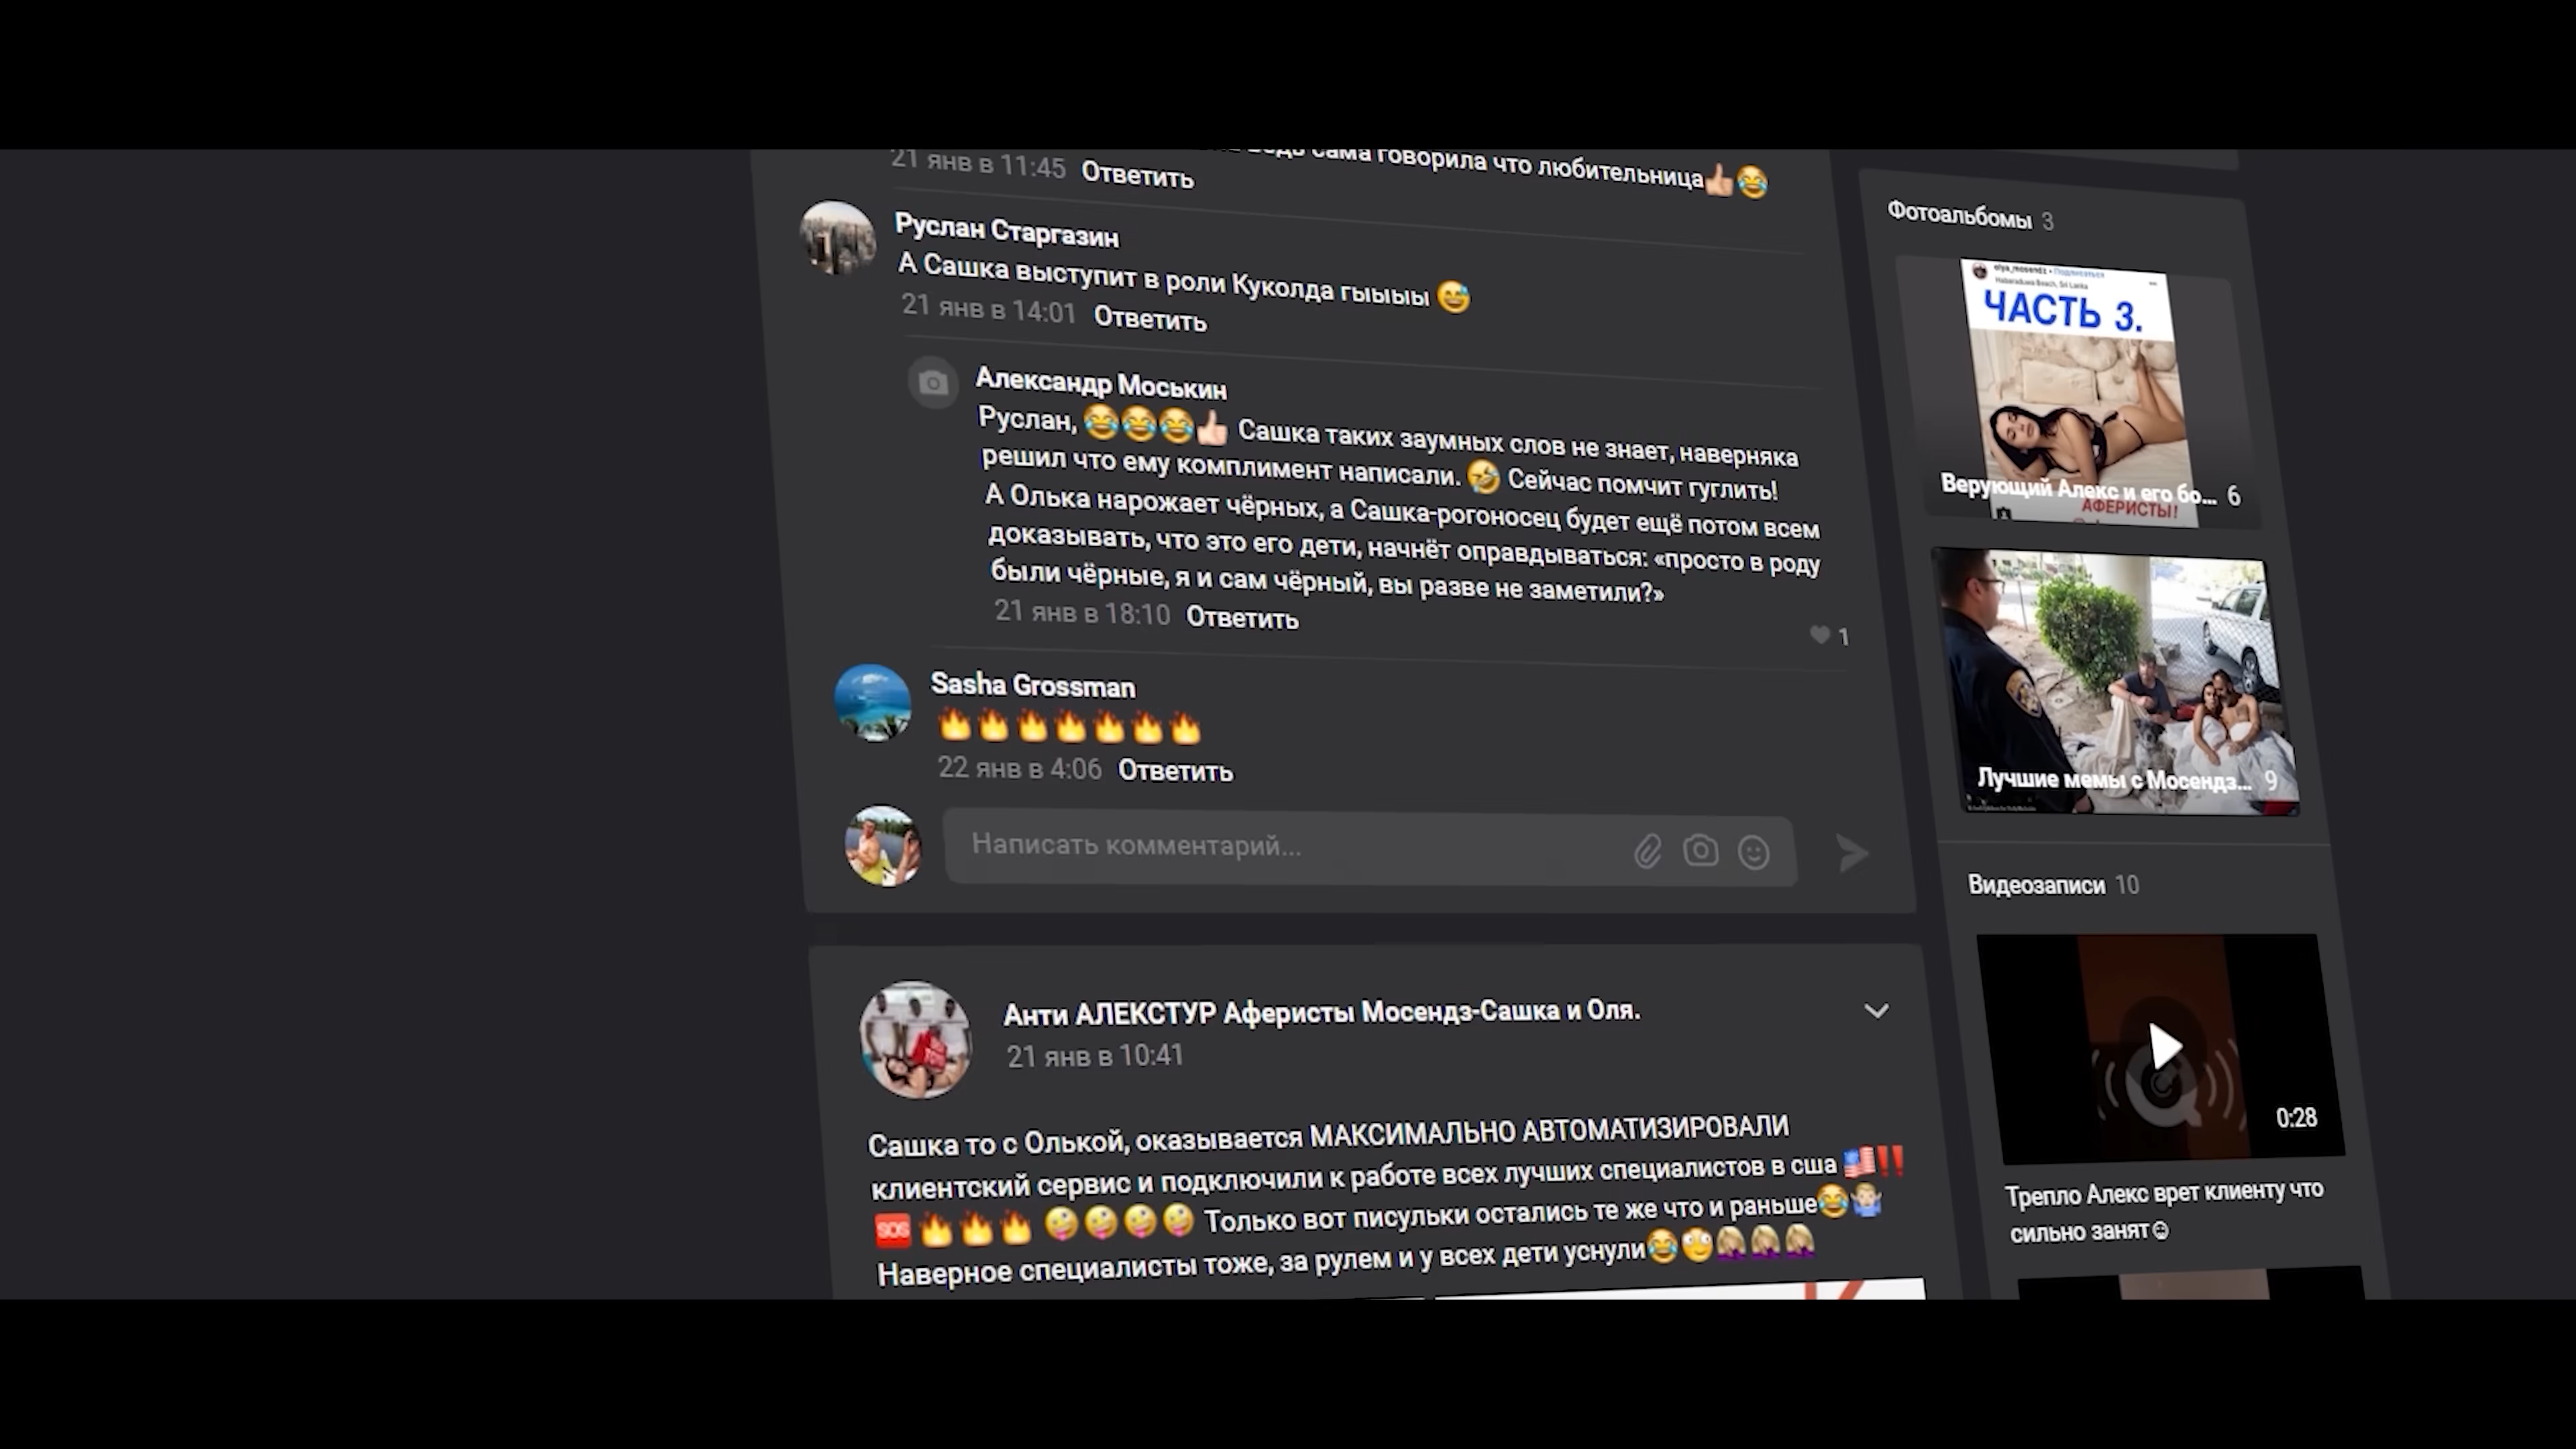 сама говорила что любительница👍😂
21 янв в 11:45 Ответить
Руслан Старгазин
А Сашка выступит в роли Куколда гыыыы 😅
21 янв в 14:01 Ответить
Александр Моськин
Руслан, 😂😂😂👍 Сашка таких заумных слов не знает, наверняка
решил что ему комплимент написали. 🤣 Сейчас помчит гуглить!
А Олька нарожает чёрных, а Сашка-рогоносец будет ещё потом всем
доказывать, что это его дети, начнёт оправдываться: «просто в роду
были чёрные, я и сам чёрный, вы разве не заметили?»
21 янв в 18:10 Ответить
1
Sasha Grossman
🔥🔥🔥🔥🔥🔥🔥
22 янв в 4:06 Ответить
Написать комментарий...
Анти АЛЕКСТУР Аферисты Мосендз-Сашка и Оля.
21 янв в 10:41
Сашка то с Олькой, оказывается МАКСИМАЛЬНО АВТОМАТИЗИРОВАЛИ
клиентский сервис и подключили к работе всех лучших специалистов в сша 🇺🇸‼️
🆘🔥🔥🔥 🤪🤪🤪🤪 Только вот писульки остались те же что и раньше😂🤷🏼‍♂️
Наверное специалисты тоже, за рулем и у всех дети уснули😂🙄🤦🏼‍♀️🤦🏼‍♀️🤦🏼‍♀️
Фотоальбомы 3
olya_mosendz • Подписаться
Habaraduwa Beach, Sri Lanka
ЧАСТЬ 3.
Верующий Алекс и его бо... 6
АФЕРИСТЫ!
Лучшие мемы с Мосендз... 9
Видеозаписи 10
0:28
Трепло Алекс врет клиенту что
сильно занят☺